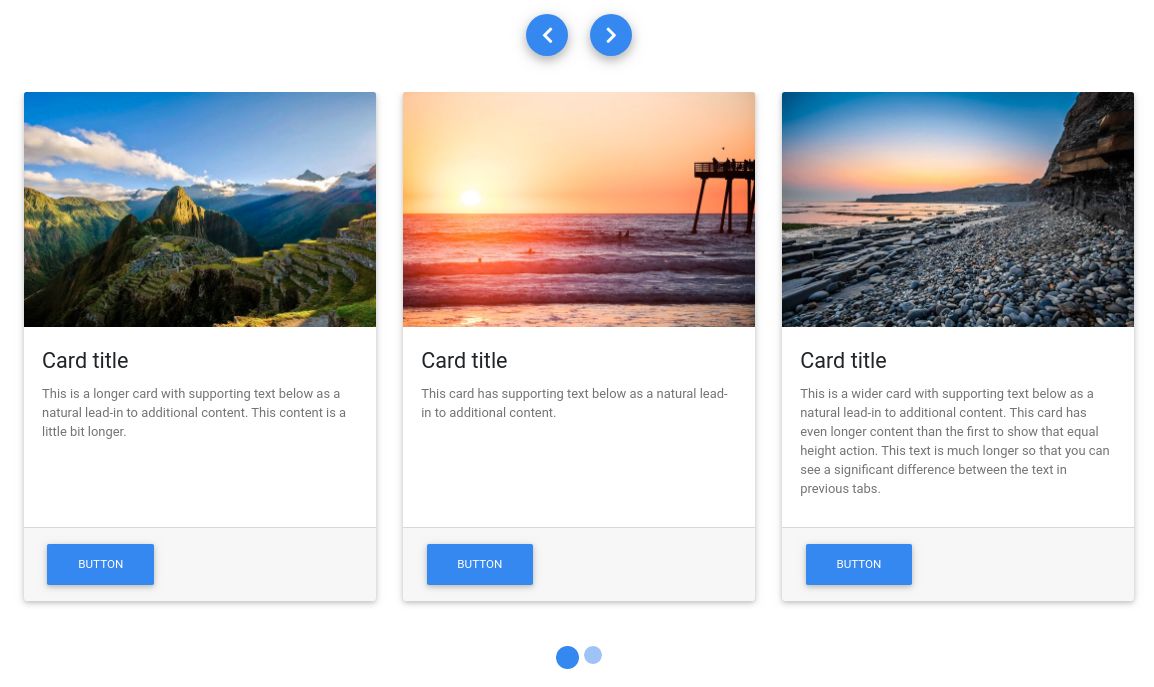 Card title
This is a longer card with supporting text below as a
natural lead-in to additional content. This content is a
little bit longer.
BUTTON
Card title
This card has supporting text below as a natural lead-
in to additional content.
BUTTON
Card title
This is a wider card with supporting text below as a
natural lead-in to additional content. This card has
even longer content than the first to show that equal
height action. This text is much longer so that you can
see a significant difference between the text in
previous tabs.
BUTTON